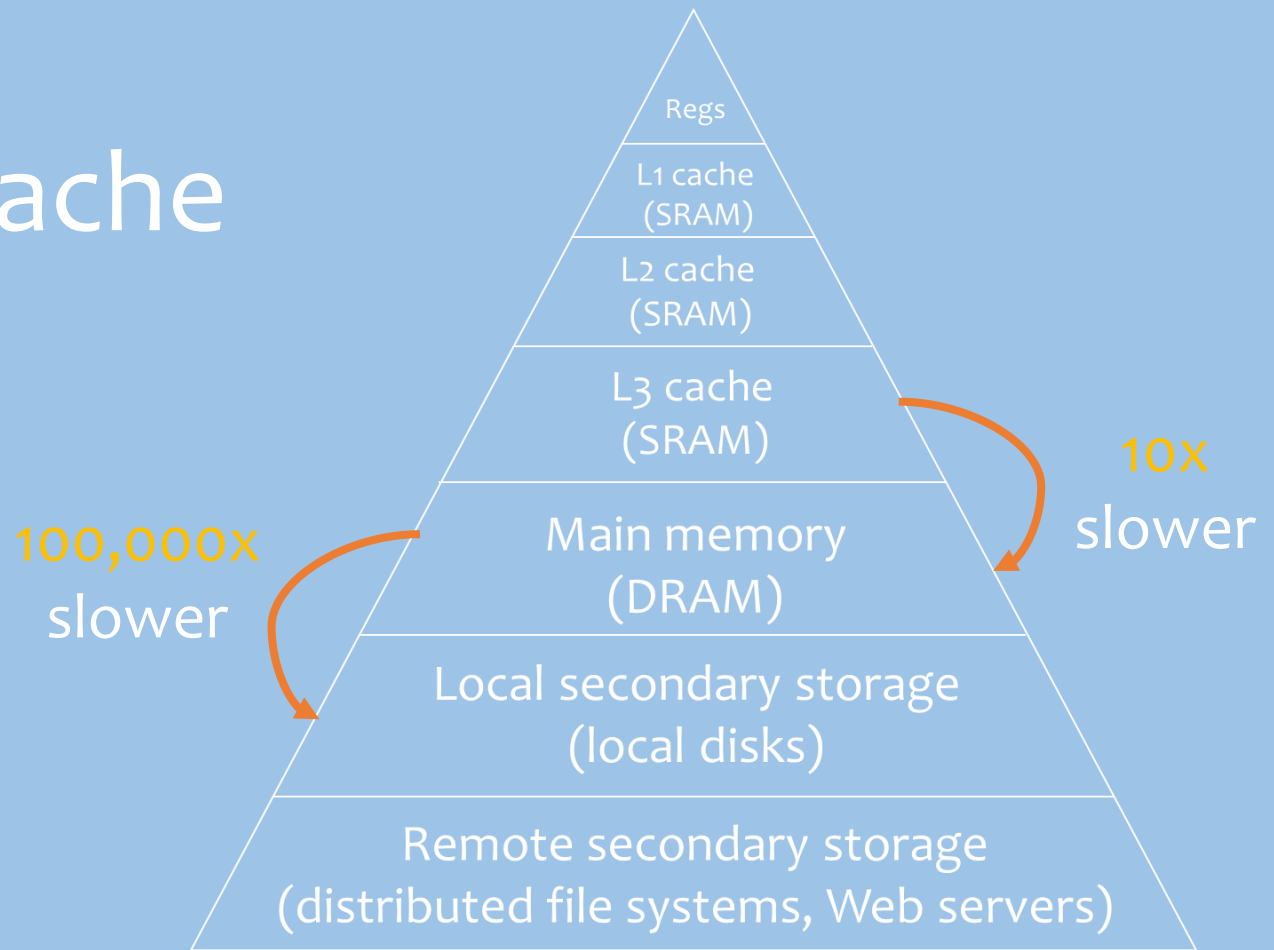 ache
Regs
L1 cache
(SRAM)
L2 cache
(SRAM)
L3 cache
(SRAM)
10x
slower
100,000x
slower
Main memory
(DRAM)
Local secondary storage
(local disks)
Remote secondary storage
(distributed file systems, Web servers)